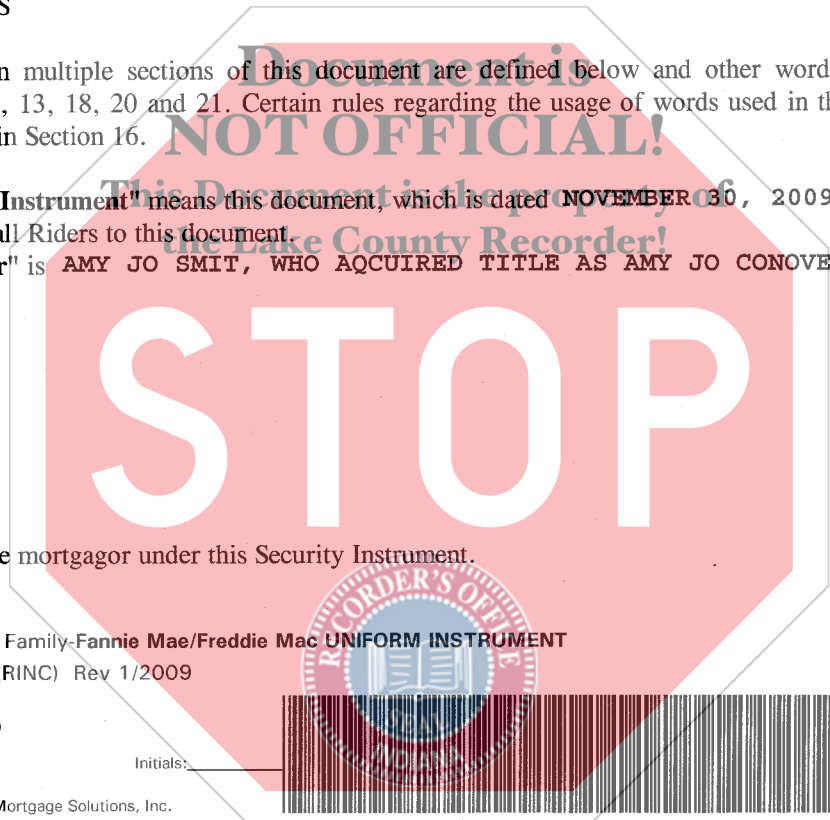 S
Document is
n multiple sections of this document are defined below and other word
, 13, 18, 20 and 21. Certain rules regarding the usage of words used in th
NOT OFFICIAL!
in Section 16.
This Document is the property of
Instrument" means this document, which is dated NOVEMBER 30, 2009
all Riders to this document.
the Lake County Recorder!
r" is AMY JO SMIT, WHO AQCUIRED TITLE AS AMY JO CONOVE
STOP
e mortgagor under this Security Instrument.
RECORDER'S OFFICE
Family-Fannie Mae/Freddie Mac UNIFORM INSTRUMENT
RINC) Rev 1/2009
SEAL
INDIANA
Initials:
Mortgage Solutions, Inc.